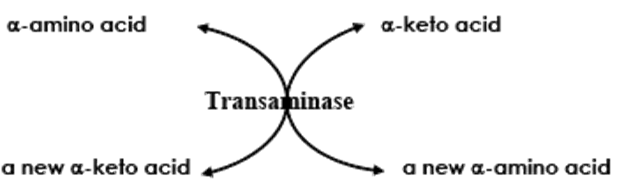 α-amino acid
α-keto acid
Transaminase
a new α-keto acid
a new α-amino acid